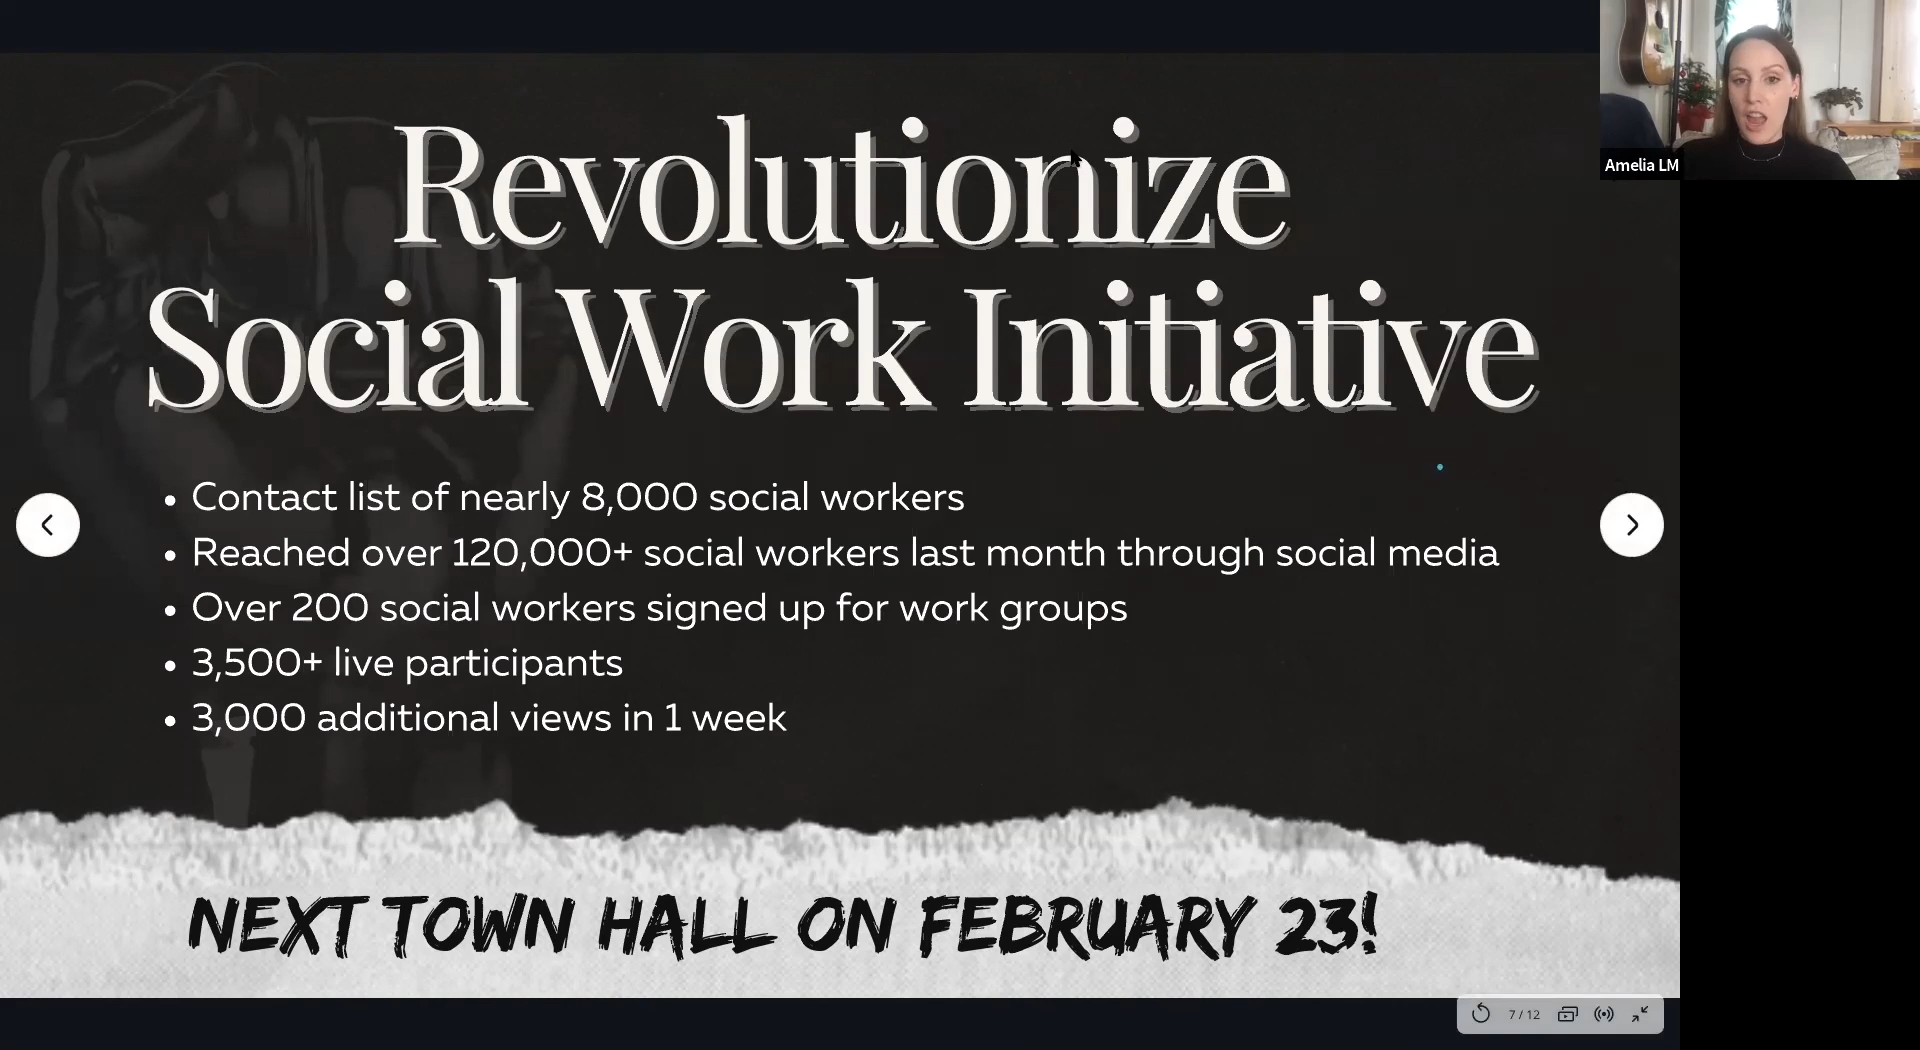 Revolutionize
Social Work Initiative
• Contact list of nearly 8,000 social workers
• Reached over 120,000+ social workers last month through social media
• Over 200 social workers signed up for work groups
• 3,500+ live participants
• 3,000 additional views in 1 week
NEXT TOWN HALL ON FEBRUARY 23!
Amelia LM
7 / 12